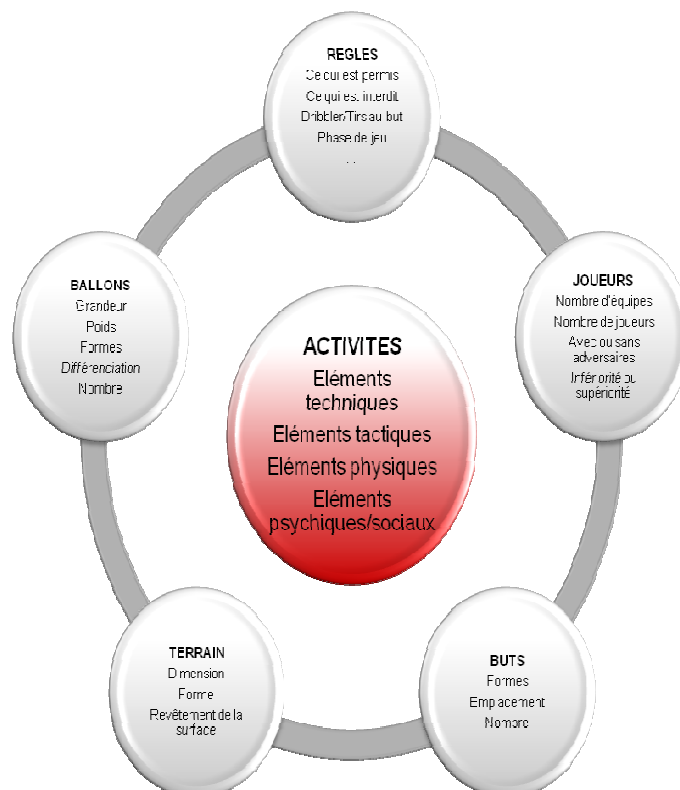 REGLES
Ce qui est permis
Ce qui est interdit
Dribbler/Tirs au but
Phase de jeu
...
BALLONS
Grandeur
Poids
Formes
Différenciation
Nombre
JOUEURS
Nombre d'équipes
Nombre de joueurs
Avec ou sans
adversaires
Infériorité ou
supériorité
ACTIVITES
Eléments
techniques
Eléments tactiques
Eléments physiques
Eléments
psychiques/sociaux
TERRAIN
Dimension
Forme
Revêtement de la
surface
BUTS
Formes
Emplacement
Nombre